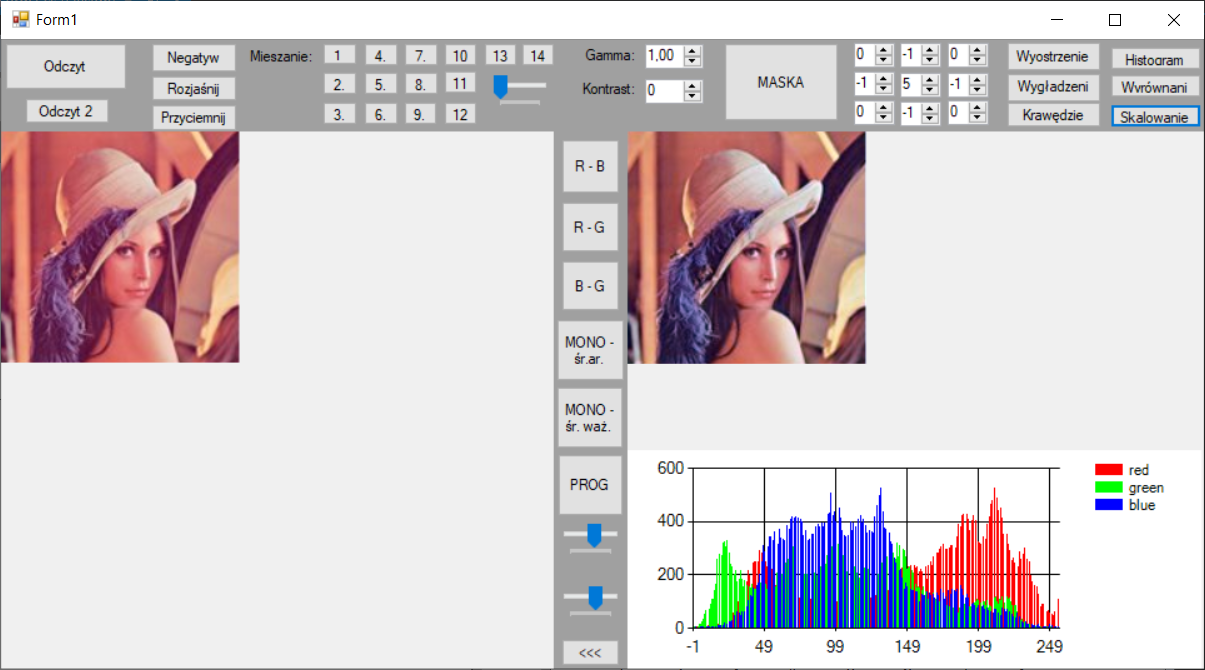 Form1
Odczyt
Odczyt 2
Negatyw
Rozjaśnij
Przyciemnij
Mieszanie:
1 4. 7. 10 13 14
2. 5. 8. 11
3. 6. 9. 12
Gamma: 1,00
Kontrast: 0
MASKA
0 -1 0
-1 5 -1
0 -1 0
Wyostrzenie
Wygładzeni
Krawędzie
Histogram
Wyrównani
Skalowanie
R - B
R - G
B - G
MONO -
śr.ar.
MONO -
śr. waż.
PROG
<<<
600
400
200
0
-1 49 99 149 199 249
red
green
blue